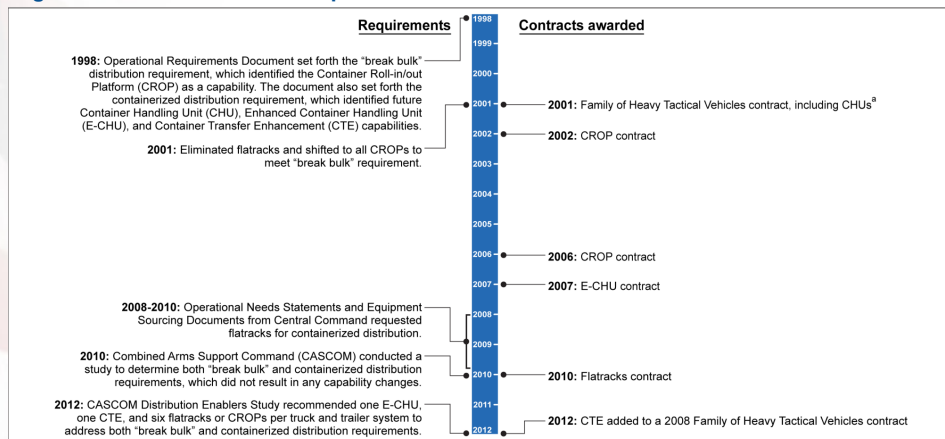 Requirements
Contracts awarded
1998: Operational Requirements Document set forth the “break bulk”
distribution requirement, which identified the Container Roll-in/out
Platform (CROP) as a capability. The document also set forth the
containerized distribution requirement, which identified future
Container Handling Unit (CHU), Enhanced Container Handling Unit
(E-CHU), and Container Transfer Enhancement (CTE) capabilities.
2001: Eliminated flatracks and shifted to all CROPs to
meet “break bulk” requirement.
2008-2010: Operational Needs Statements and Equipment
Sourcing Documents from Central Command requested
flatracks for containerized distribution.
2010: Combined Arms Support Command (CASCOM) conducted a
study to determine both “break bulk” and containerized distribution
requirements, which did not result in any capability changes.
2012: CASCOM Distribution Enablers Study recommended one E-CHU,
one CTE, and six flatracks or CROPs per truck and trailer system to
address both “break bulk” and containerized distribution requirements.
1998
1999
2000
2001
2002
2003
2004
2005
2006
2007
2008
2009
2010
2011
2012
2001: Family of Heavy Tactical Vehicles contract, including CHUsª
2002: CROP contract
2006: CROP contract
2007: E-CHU contract
2010: Flatracks contract
2012: CTE added to a 2008 Family of Heavy Tactical Vehicles contract